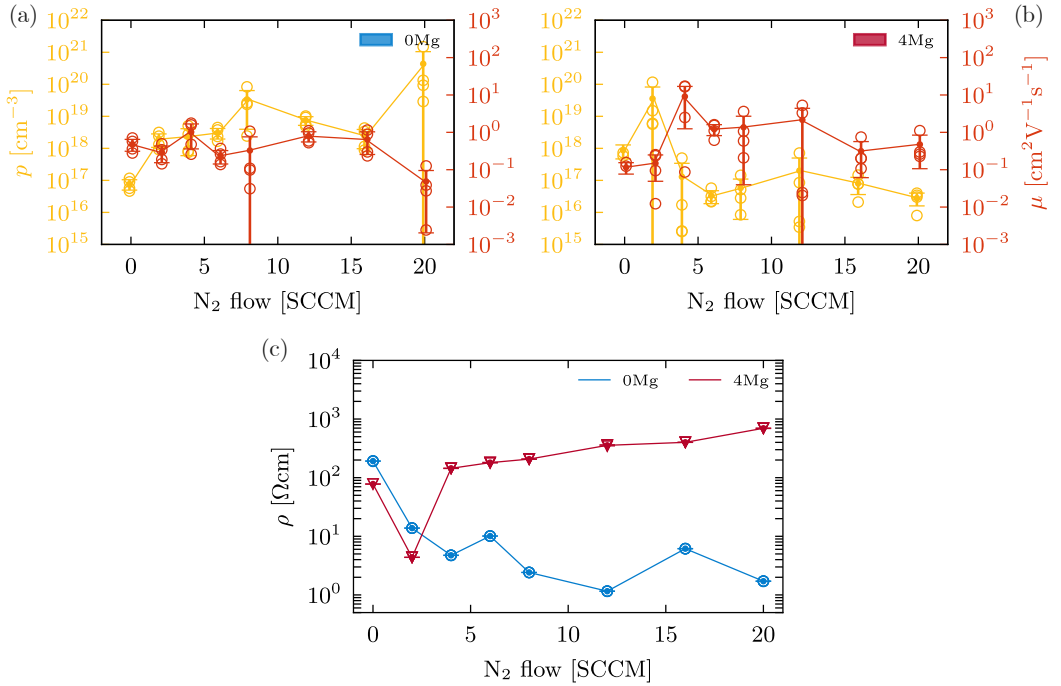 (a)
0Mg
p [cm⁻³]
10²²
10²¹
10²⁰
10¹⁹
10¹⁸
10¹⁷
10¹⁶
10¹⁵
10³
10²
10¹
10⁰
10⁻¹
10⁻²
10⁻³
0 5 10 15 20
N₂ flow [SCCM]
(b)
4Mg
10²²
10²¹
10²⁰
10¹⁹
10¹⁸
10¹⁷
10¹⁶
10¹⁵
10³
10²
10¹
10⁰
10⁻¹
10⁻²
10⁻³
μ [cm²V⁻¹s⁻¹]
0 5 10 15 20
N₂ flow [SCCM]
(c)
0Mg 4Mg
ρ [Ωcm]
10⁴
10³
10²
10¹
10⁰
0 5 10 15 20
N₂ flow [SCCM]